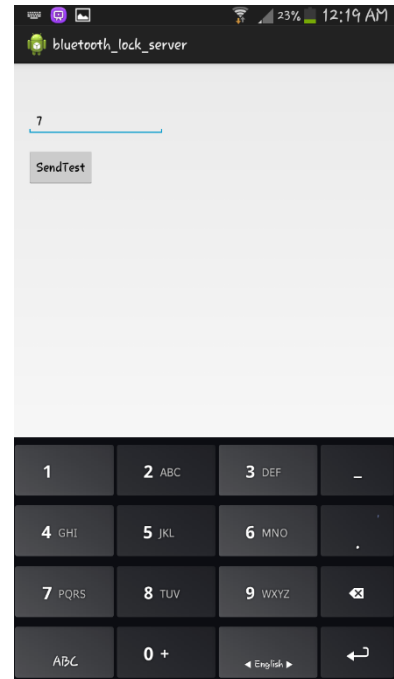 23% 12:19 AM
bluetooth_lock_server
7
SendTest
1 2 ABC 3 DEF _
4 GHI 5 JKL 6 MNO .
7 PQRS 8 TUV 9 WXYZ
ABC 0 + English